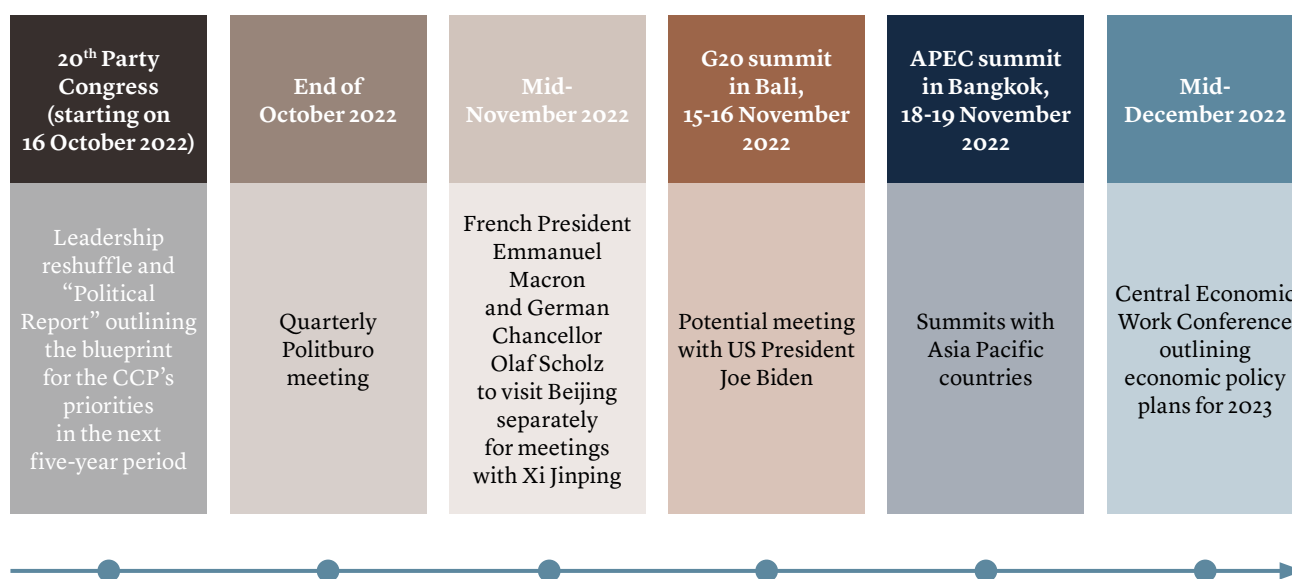 20th Party
Congress
(starting on
16 October 2022)
End of
October 2022
Mid-
November 2022
G20 summit
in Bali,
15-16 November
2022
APEC summit
in Bangkok,
18-19 November
2022
Mid-
December 2022
Leadership
reshuffle and
“Political
Report” outlining
the blueprint
for the CCP’s
priorities
in the next
five-year period
Quarterly
Politburo
meeting
French President
Emmanuel
Macron
and German
Chancellor
Olaf Scholz
to visit Beijing
separately
for meetings
with Xi Jinping
Potential meeting
with US President
Joe Biden
Summits with
Asia Pacific
countries
Central Economic
Work Conference
outlining
economic policy
plans for 2023